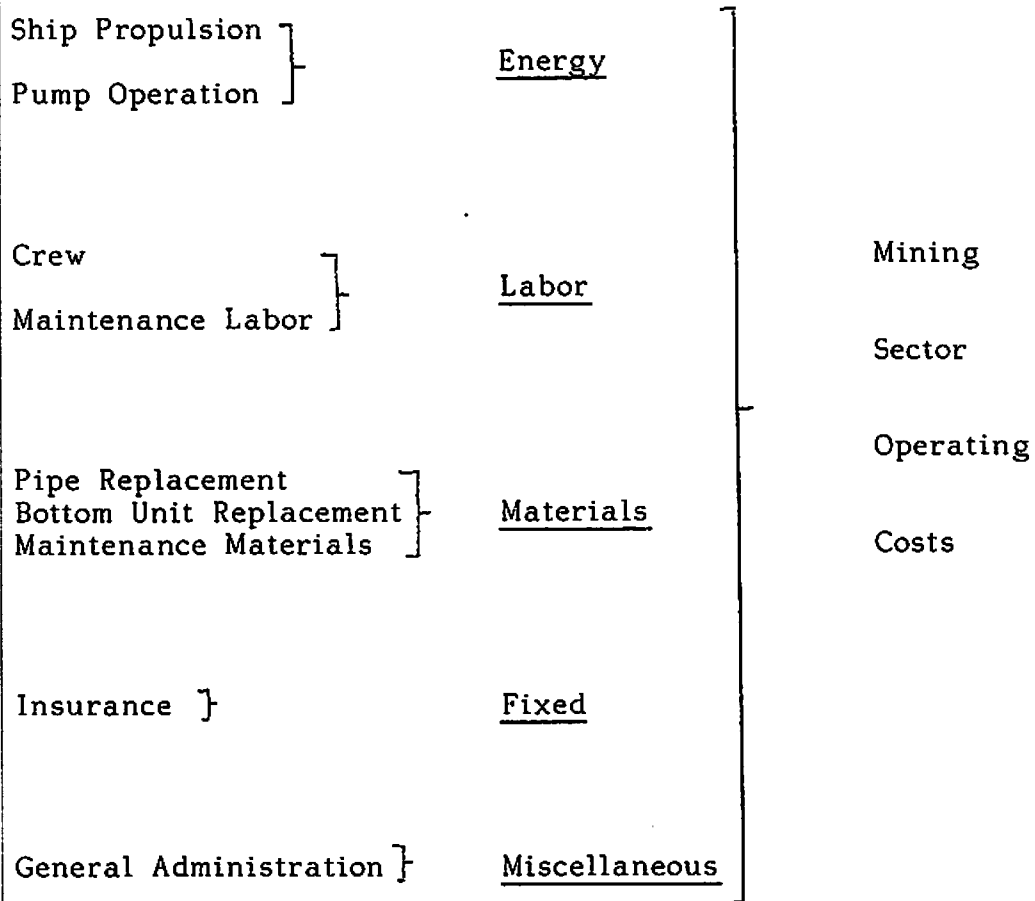 Ship Propulsion
Pump Operation
Energy
Crew
Maintenance Labor
Labor
Pipe Replacement
Bottom Unit Replacement
Maintenance Materials
Materials
Insurance
Fixed
General Administration
Miscellaneous
Mining
Sector
Operating
Costs